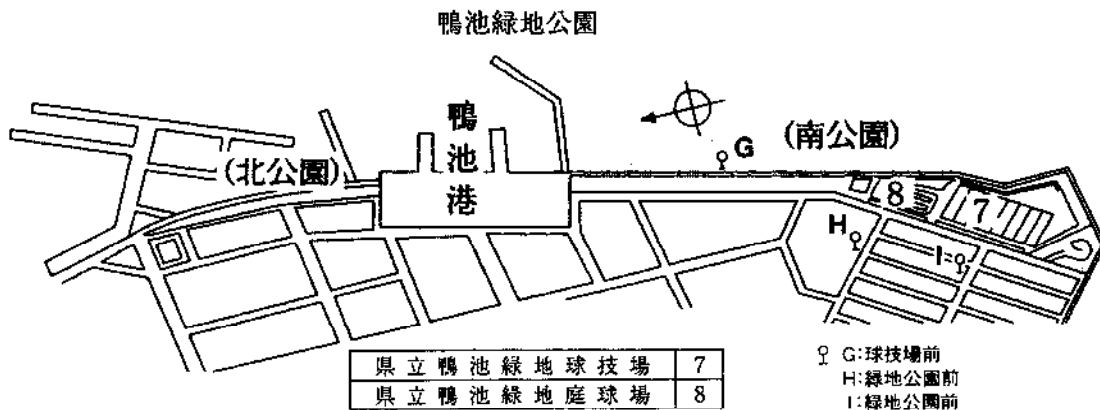 鴨池緑地公園
鴨池港
(北公園)
(南公園)
G
H
I
8
7
県立鴨池緑地球技場 7
県立鴨池緑地庭球場 8
G:球技場前
H:緑地公園前
I:緑地公園前